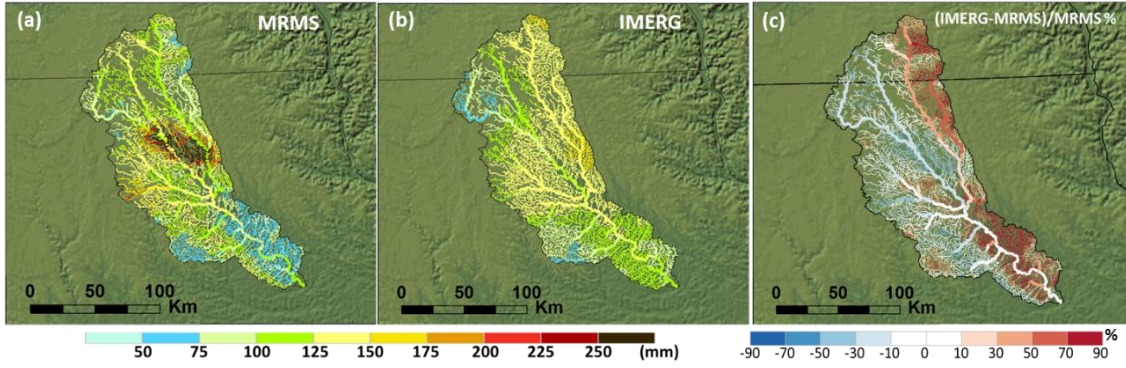 (a) MRMS
(b) IMERG
(c) (IMERG-MRMS)/MRMS %
0 50 100
Km
0 50 100
Km
0 50 100
Km
50 75 100 125 150 175 200 225 250 (mm)
%
-90 -70 -50 -30 -10 0 10 30 50 70 90